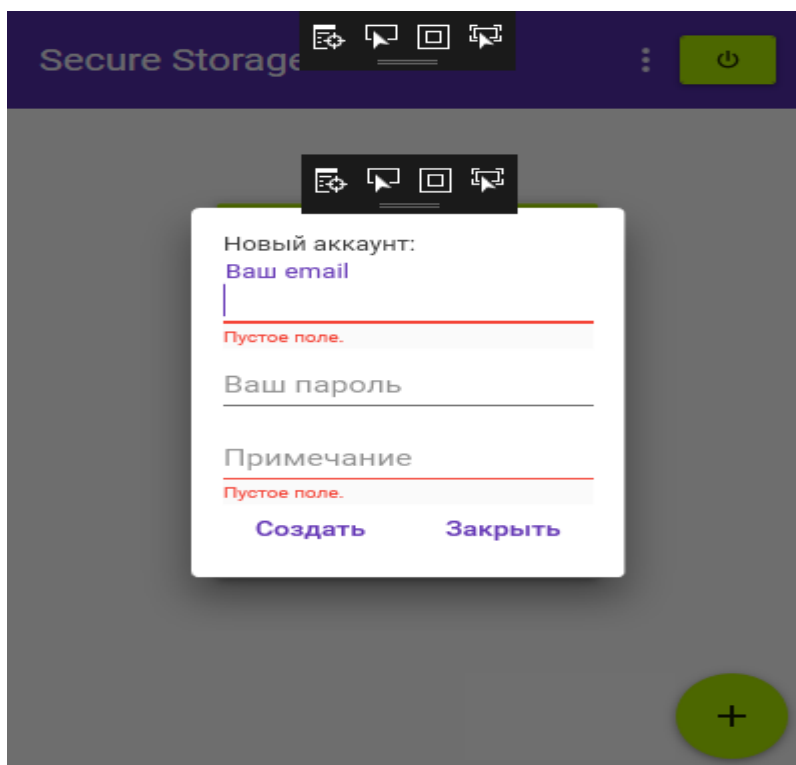 Secure Storage
Новый аккаунт:
Ваш email
Пустое поле.
Ваш пароль
Примечание
Пустое поле.
Создать Закрыть